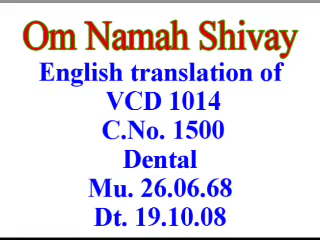 Om Namah Shivay
English translation of
VCD 1014
C.No. 1500
Dental
Mu. 26.06.68
Dt. 19.10.08